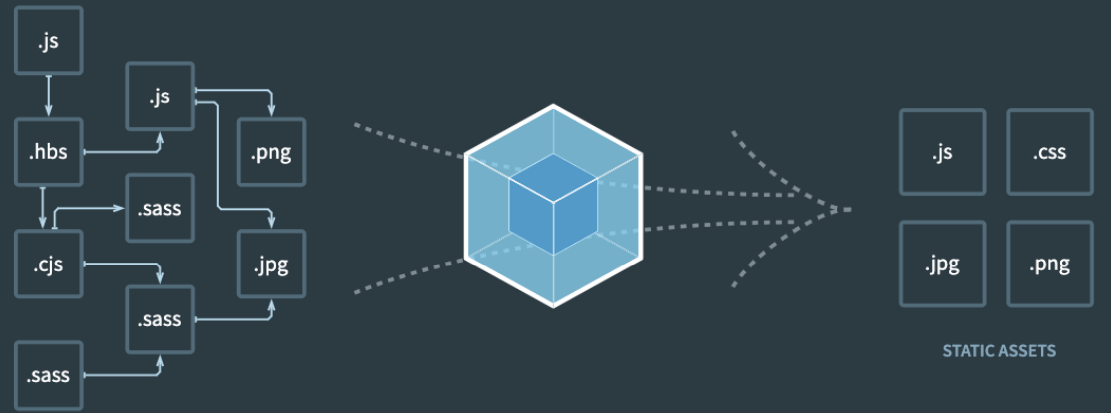 .js
.js
.hbs
.png
.sass
.cjs
.jpg
.sass
.sass
.js
.css
.jpg
.png
STATIC ASSETS